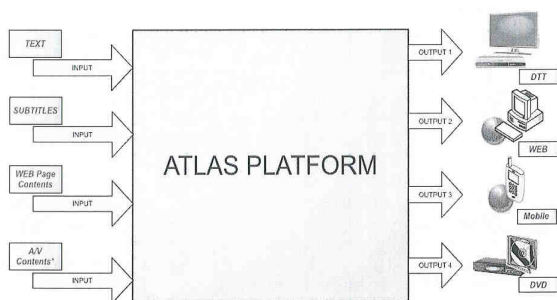 TEXT
INPUT
SUBTITLES
INPUT
WEB Page
Contents
INPUT
A/V
Contents*
INPUT
ATLAS PLATFORM
OUTPUT 1
DTT
OUTPUT 2
WEB
OUTPUT 3
Mobile
OUTPUT 4
DVD